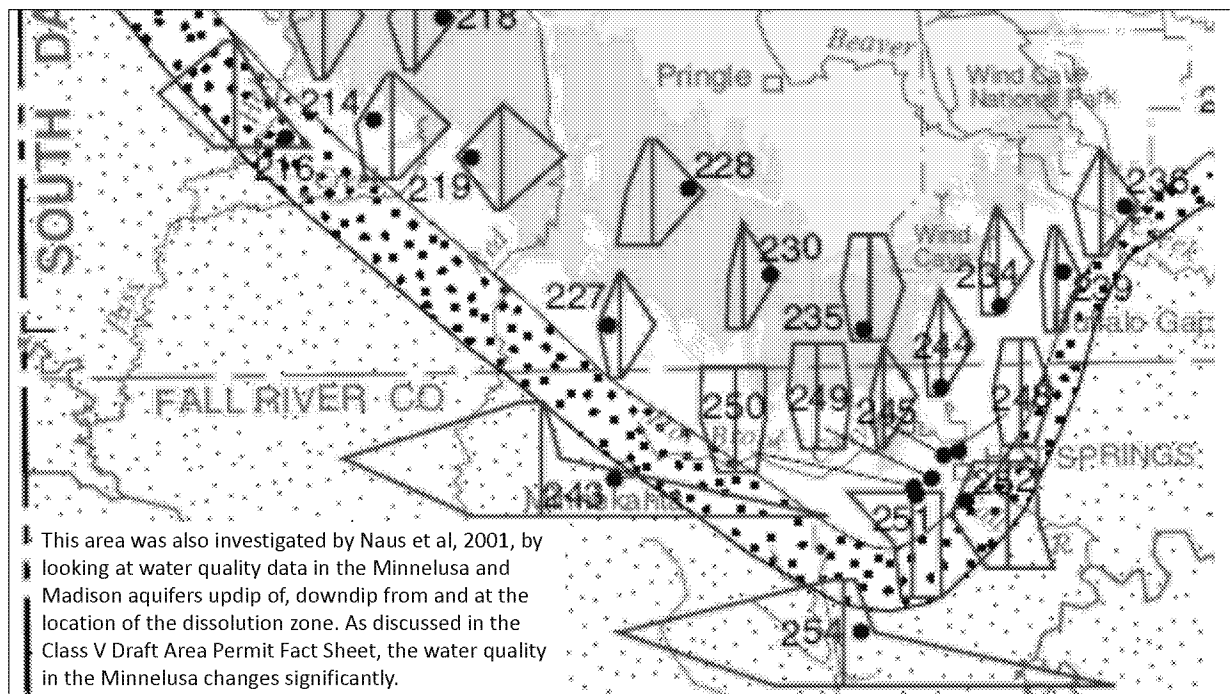 218
SOUTH DA
Beaver
Pringle
Wind Cave
National Park
214
216
219
228
236
230
Wind
Cave
234
239
227
235
244
FALL RIVER CO
250
249
245
248
HOT SPRINGS
243
252
251
254
This area was also investigated by Naus et al, 2001, by
looking at water quality data in the Minnelusa and
Madison aquifers updip of, downdip from and at the
location of the dissolution zone. As discussed in the
Class V Draft Area Permit Fact Sheet, the water quality
in the Minnelusa changes significantly.